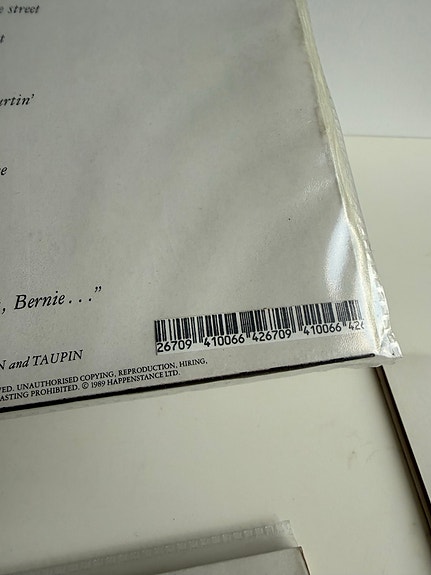 street
t
rtin'
e
, Bernie..."
N and TAUPIN
26709 410066 426709 410066 426
VED. UNAUTHORISED COPYING, REPRODUCTION, HIRING,
ASTING PROHIBITED. © 1989 HAPPENSTANCE LTD.